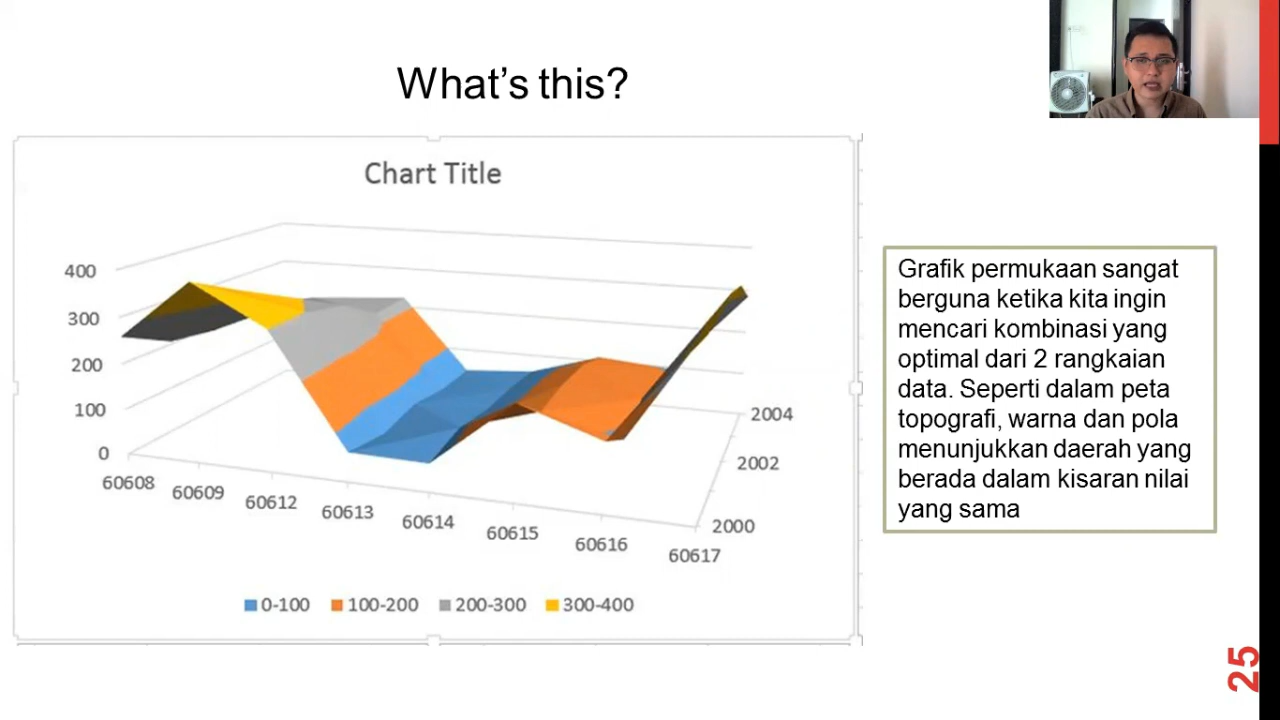 What's this?
Chart Title
400
300
200
100
0
60608
60609
60612
60613
60614
60615
60616
60617
2004
2002
2000
0-100 100-200 200-300 300-400
Grafik permukaan sangat
berguna ketika kita ingin
mencari kombinasi yang
optimal dari 2 rangkaian
data. Seperti dalam peta
topografi, warna dan pola
menunjukkan daerah yang
berada dalam kisaran nilai
yang sama
25